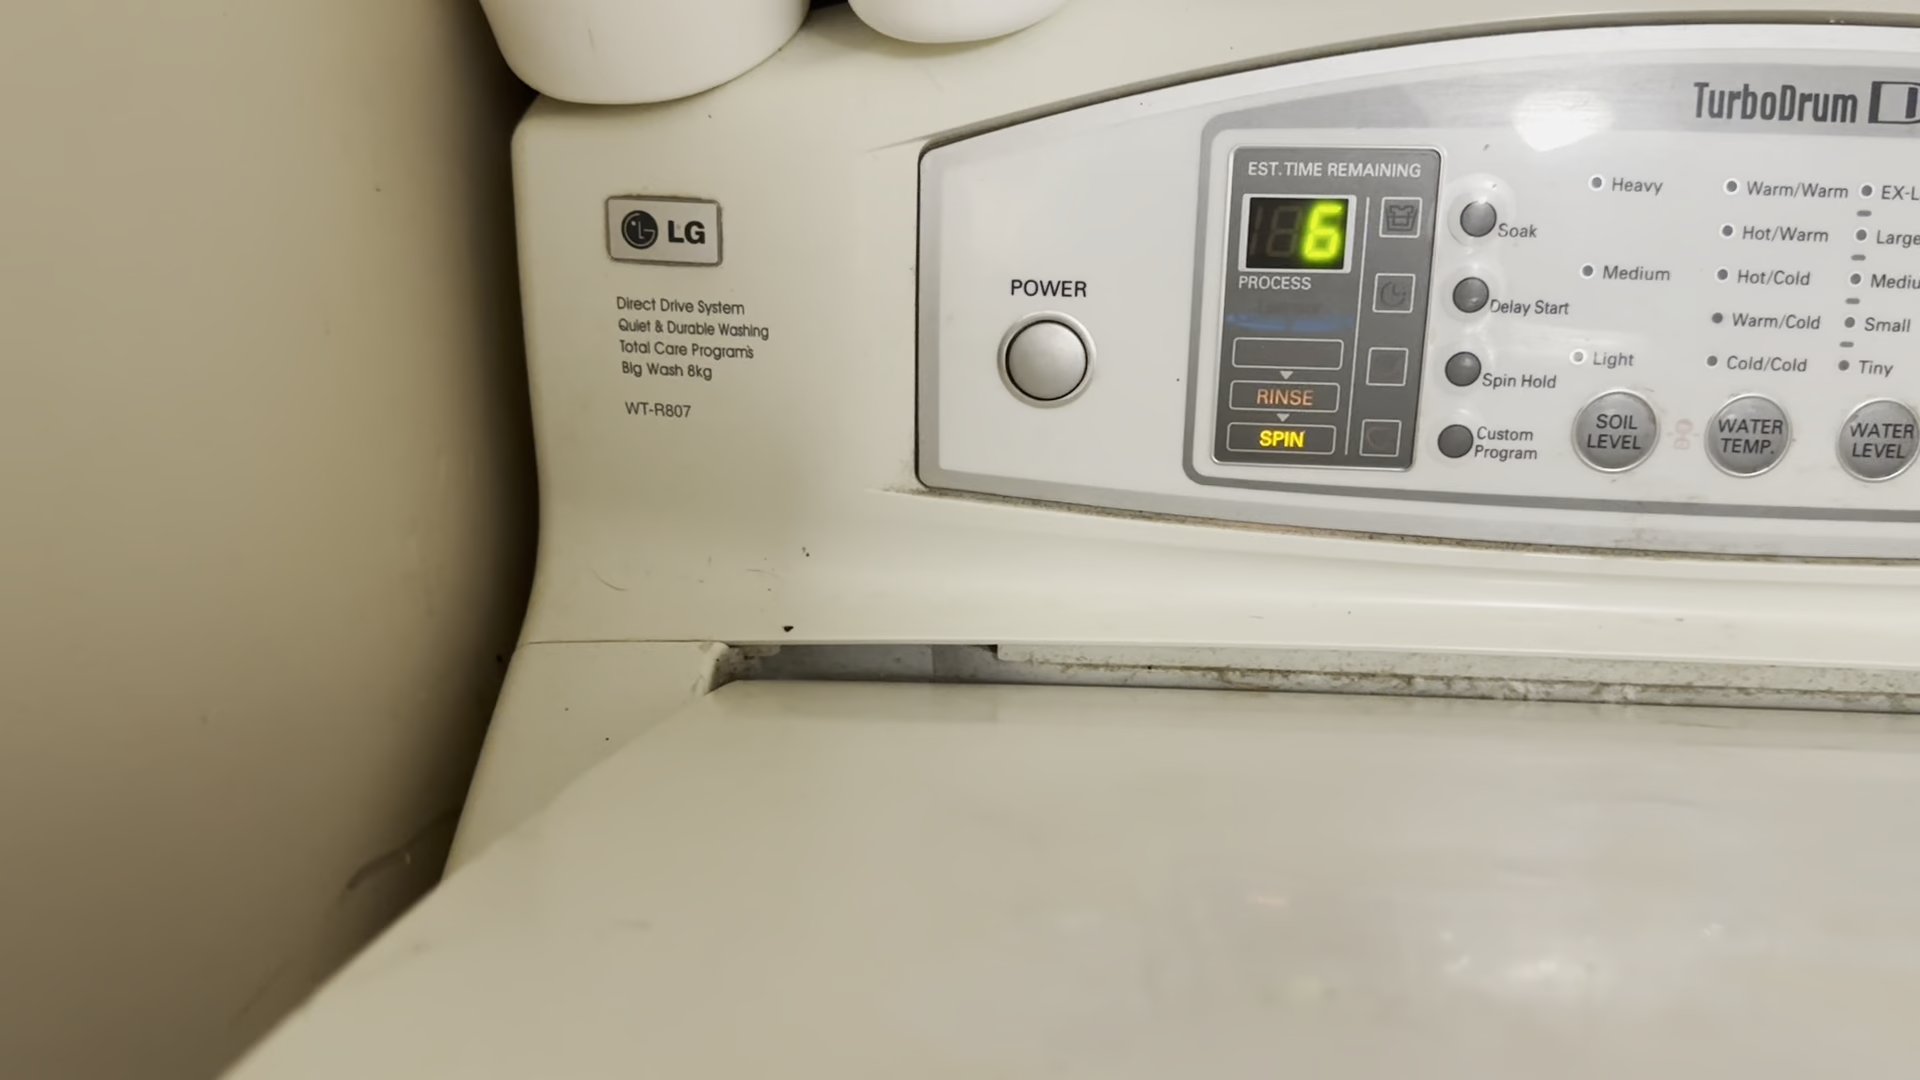 LG
Direct Drive System
Quiet & Durable Washing
Total Care Programs
Big Wash 8kg
WT-R807
POWER
EST. TIME REMAINING
6
PROCESS
RINSE
SPIN
Soak
Delay Start
Spin Hold
Custom
Program
TurboDrum
Heavy
Medium
Light
SOIL
LEVEL
Warm/Warm
Hot/Warm
Hot/Cold
Warm/Cold
Cold/Cold
WATER
TEMP.
EX-L
Large
Mediu
Small
Tiny
WATER
LEVEL